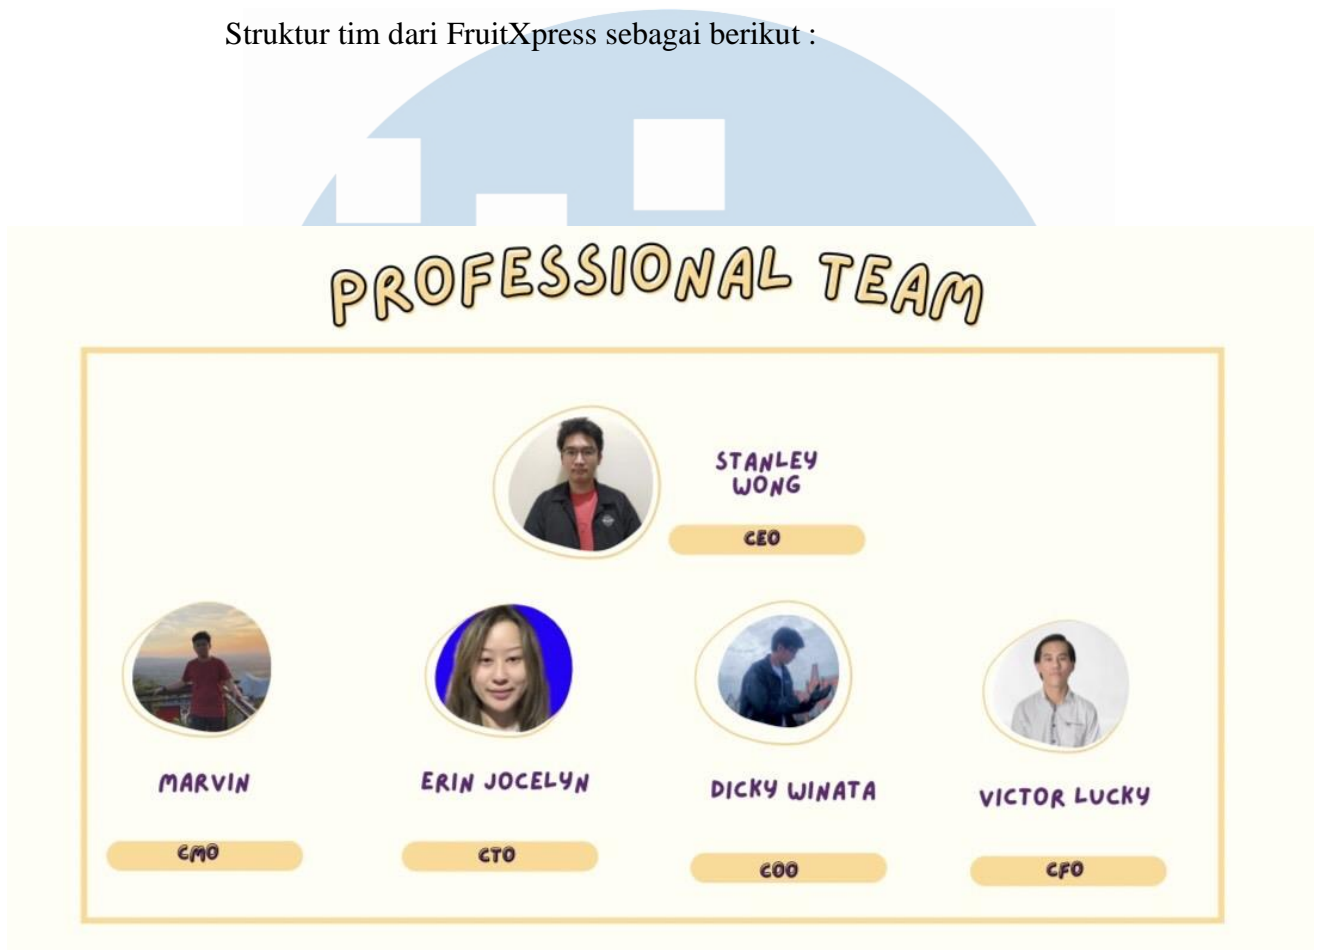 Struktur tim dari FruitXpress sebagai berikut :
PROFESSIONAL TEAM
STANLEY
WONG
CEO
MARVIN
CMO
ERIN JOCELYN
CTO
DICKY WINATA
COO
VICTOR LUCKY
CFO